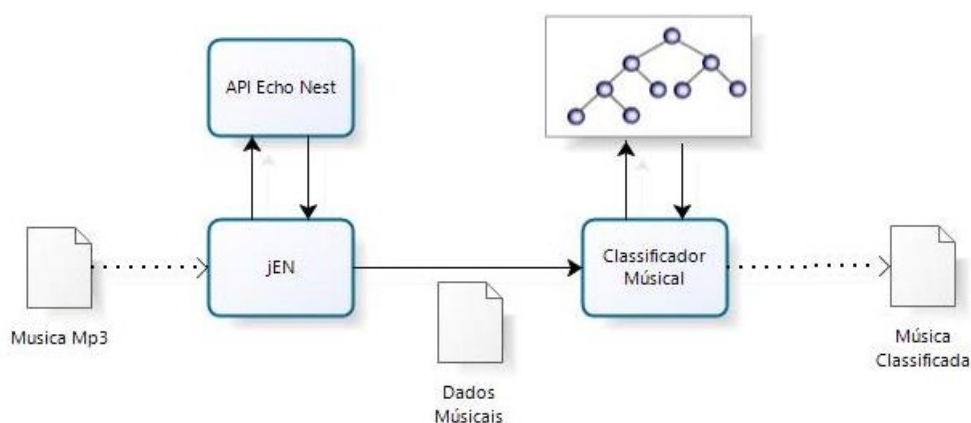 API Echo Nest
Musica Mp3
jEN
Dados
Músicais
Classificador
Músical
Música
Classificada